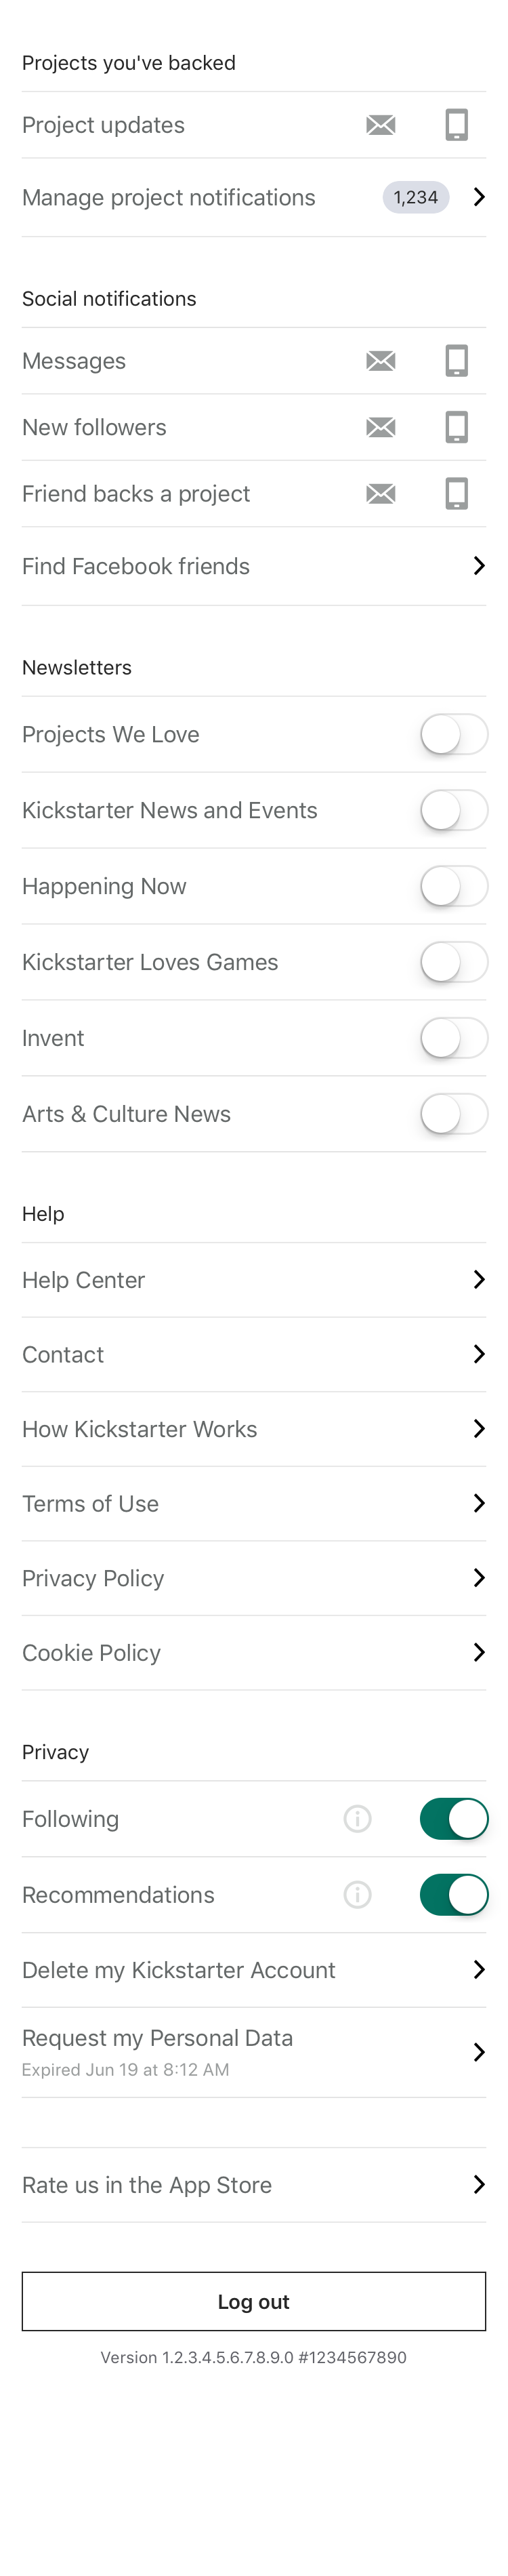 Projects you've backed
Project updates
Manage project notifications 1,234
Social notifications
Messages
New followers
Friend backs a project
Find Facebook friends
Newsletters
Projects We Love
Kickstarter News and Events
Happening Now
Kickstarter Loves Games
Invent
Arts & Culture News
Help
Help Center
Contact
How Kickstarter Works
Terms of Use
Privacy Policy
Cookie Policy
Privacy
Following
Recommendations
Delete my Kickstarter Account
Request my Personal Data
Expired Jun 19 at 8:12 AM
Rate us in the App Store
Log out
Version 1.2.3.4.5.6.7.8.9.0 #1234567890